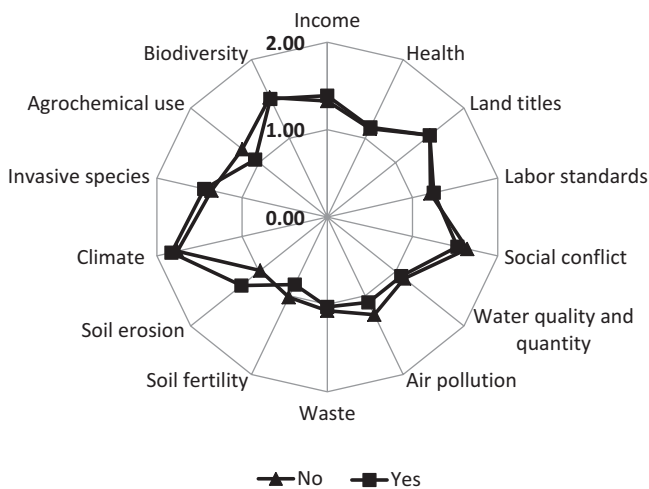 Income
2.00
Biodiversity
Health
Agrochemical use
Land titles
1.00
Invasive species
Labor standards
0.00
Climate
Social conflict
Soil erosion
Water quality and
quantity
Soil fertility
Air pollution
Waste
No
Yes